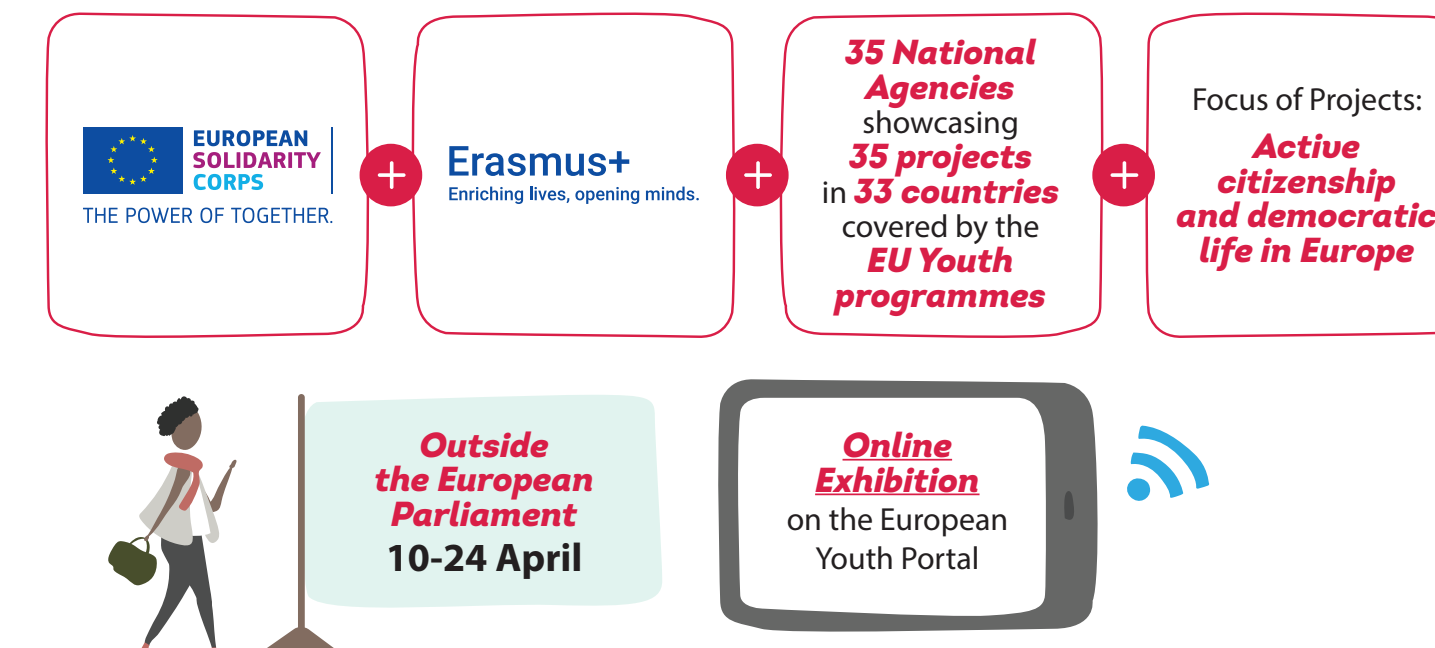 EUROPEAN
SOLIDARITY
CORPS
THE POWER OF TOGETHER.
+
Erasmus+
Enriching lives, opening minds.
+
35 National
Agencies
showcasing
35 projects
in 33 countries
covered by the
EU Youth
programmes
+
Focus of Projects:
Active
citizenship
and democratic
life in Europe
Outside
the European
Parliament
10-24 April
Online
Exhibition
on the European
Youth Portal